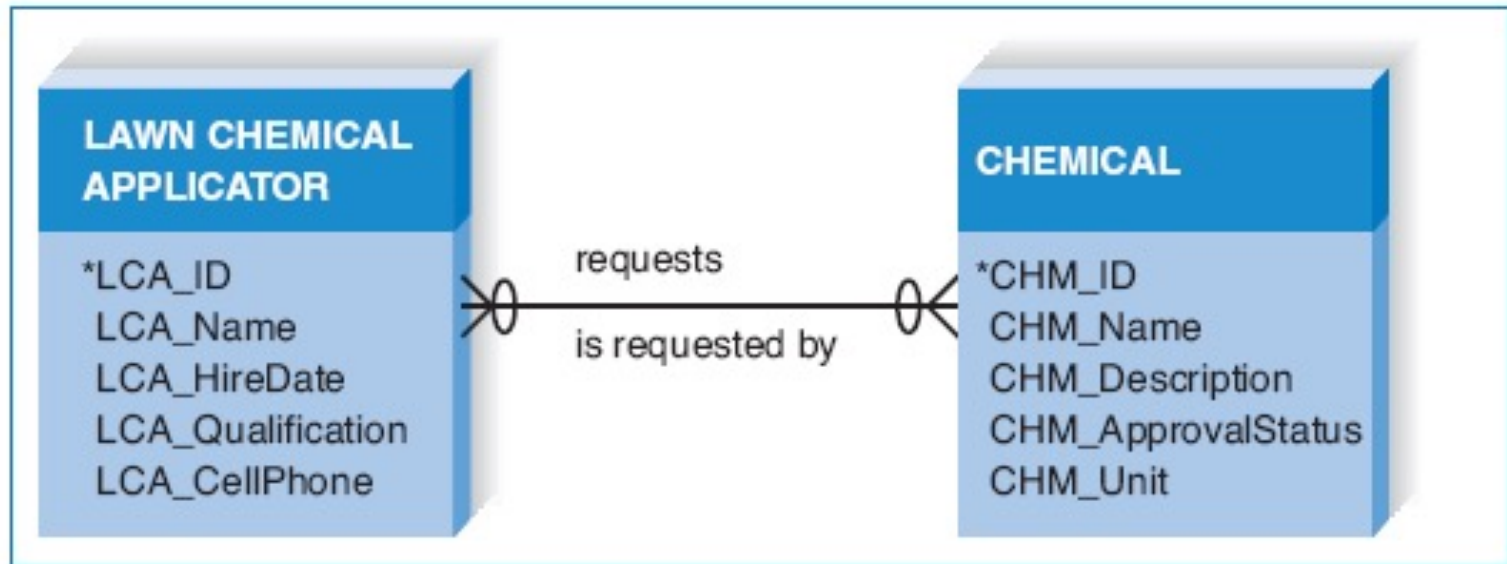 LAWN CHEMICAL
APPLICATOR
*LCA_ID
LCA_Name
LCA_HireDate
LCA_Qualification
LCA_CellPhone
requests
is requested by
CHEMICAL
*CHM_ID
CHM_Name
CHM_Description
CHM_ApprovalStatus
CHM_Unit